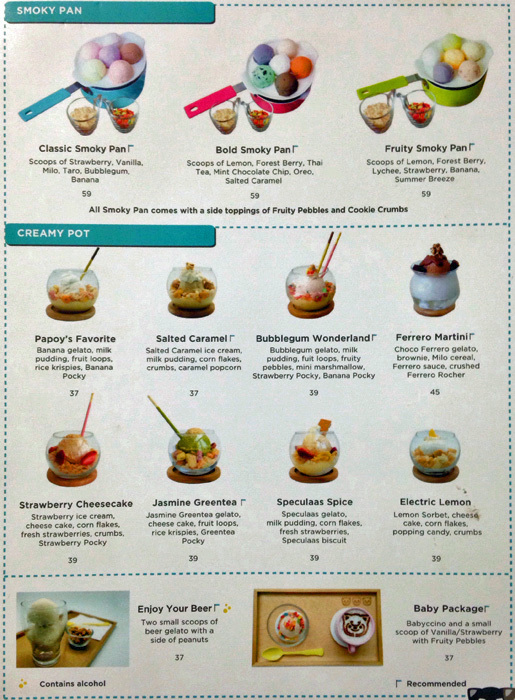 SMOKY PAN
Classic Smoky Pan
Scoops of Strawberry, Vanilla,
Milo, Taro, Bubblegum,
Banana
59
Bold Smoky Pan
Scoops of Lemon, Forest Berry, Thai
Tea, Mint Chocolate Chip, Oreo,
Salted Caramel
59
Fruity Smoky Pan
Scoops of Lemon, Forest Berry,
Lychee, Strawberry, Banana,
Summer Breeze
59
All Smoky Pan comes with a side toppings of Fruity Pebbles and Cookie Crumbs
CREAMY POT
Papoy's Favorite
Banana gelato, milk
pudding, fruit loops,
rice krispies, Banana
Pocky
37
Salted Caramel
Salted Caramel ice cream,
milk pudding, corn flakes,
crumbs, caramel popcorn
37
Bubblegum Wonderland
Bubblegum gelato, milk
pudding, fuit loops, fruity
pebbles, mini marshmallow,
Strawberry Pocky, Banana Pocky
39
Ferrero Martini
Choco Ferrero gelato,
brownie, Milo cereal,
Ferrero sauce, crushed
Ferrero Rocher
45
Strawberry Cheesecake
Strawberry ice cream,
cheese cake, corn flakes,
fresh strawberries, crumbs,
Strawberry Pocky
39
Jasmine Greentea
Jasmine Greentea gelato,
cheese cake, fruit loops,
rice krispies, Greentea
Pocky
39
Speculaas Spice
Speculaas gelato,
milk pudding, corn flakes,
fresh strawberries,
Speculaas biscuit
39
Electric Lemon
Lemon Sorbet, cheese
cake, corn flakes,
popping candy, crumbs
39
Enjoy Your Beer
Two small scoops of
beer gelato with a
side of peanuts
37
Baby Package
Babyccino and a small
scoop of Vanilla/Strawberry
with Fruity Pebbles
37
Contains alcohol
Recommended